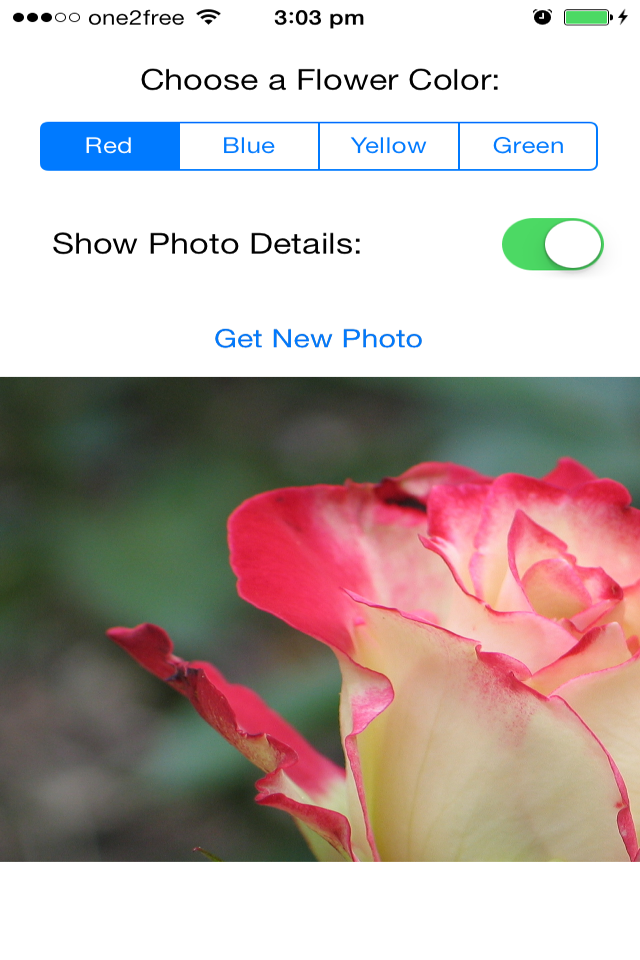 one2free 3:03 pm
Choose a Flower Color:
Red Blue Yellow Green
Show Photo Details:
Get New Photo